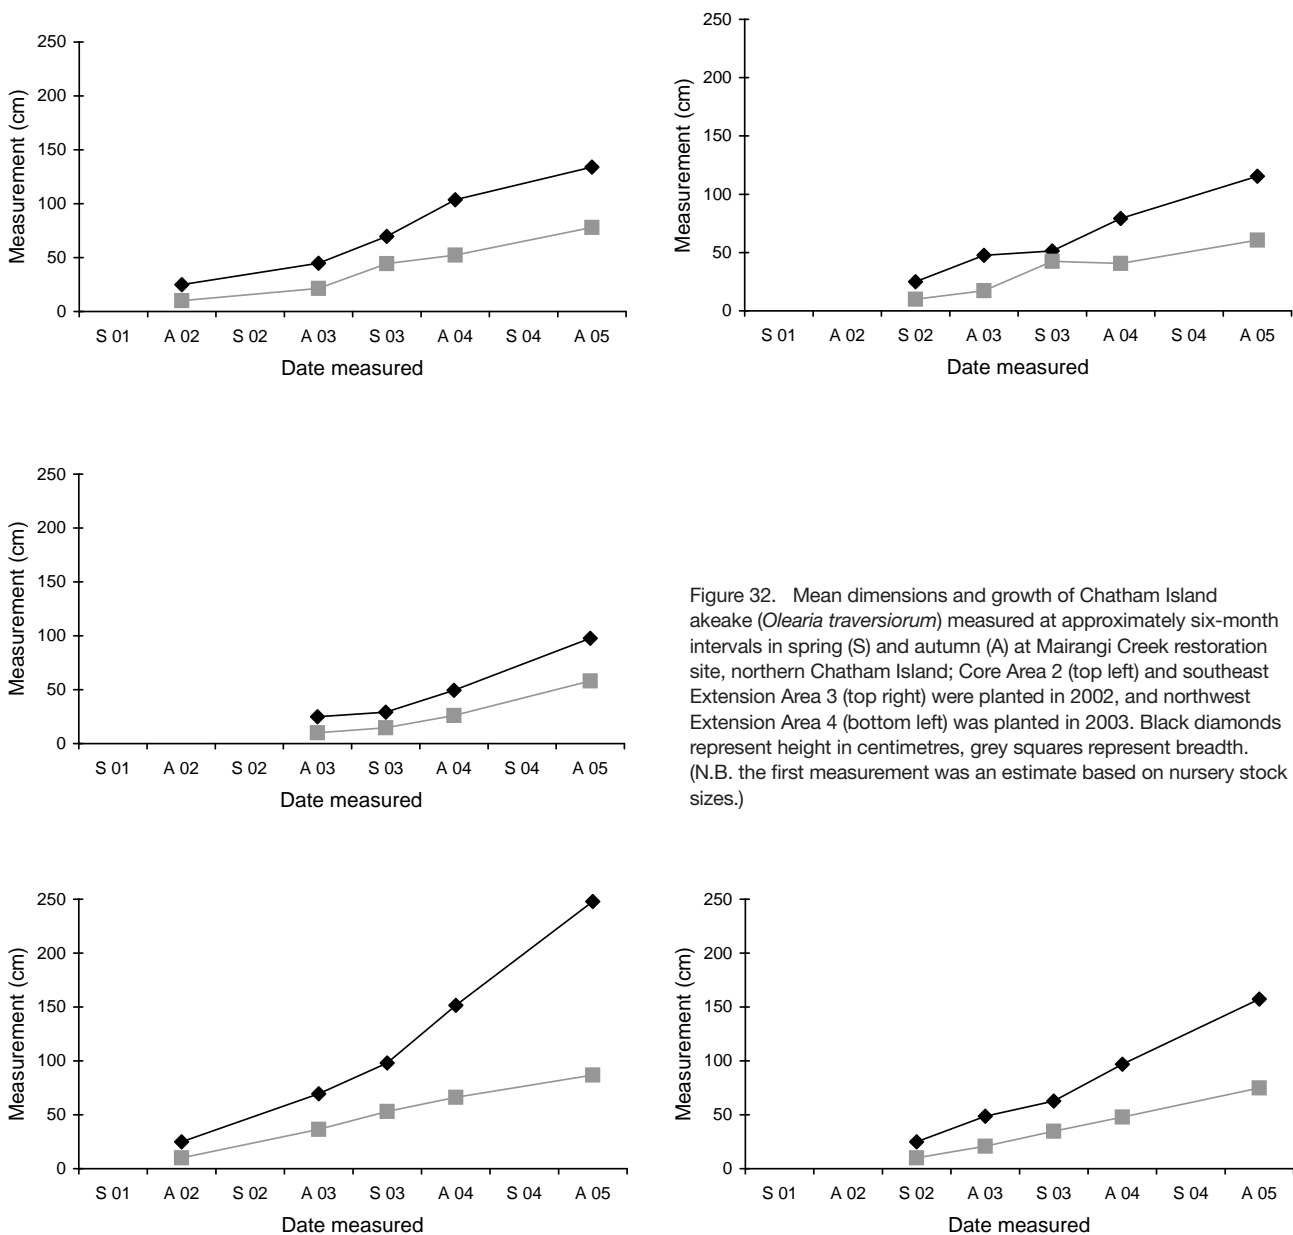 250
200
150
100
50
0
Measurement (cm)
S 01 A 02 S 02 A 03 S 03 A 04 S 04 A 05
Date measured
250
200
150
100
50
0
Measurement (cm)
S 01 A 02 S 02 A 03 S 03 A 04 S 04 A 05
Date measured
250
200
150
100
50
0
Measurement (cm)
S 01 A 02 S 02 A 03 S 03 A 04 S 04 A 05
Date measured
Figure 32. Mean dimensions and growth of Chatham Island
akeake (Olearia traversiorum) measured at approximately six-month
intervals in spring (S) and autumn (A) at Mairangi Creek restoration
site, northern Chatham Island; Core Area 2 (top left) and southeast
Extension Area 3 (top right) were planted in 2002, and northwest
Extension Area 4 (bottom left) was planted in 2003. Black diamonds
represent height in centimetres, grey squares represent breadth.
(N.B. the first measurement was an estimate based on nursery stock
sizes.)
250
200
150
100
50
0
Measurement (cm)
S 01 A 02 S 02 A 03 S 03 A 04 S 04 A 05
Date measured
250
200
150
100
50
0
Measurement (cm)
S 01 A 02 S 02 A 03 S 03 A 04 S 04 A 05
Date measured